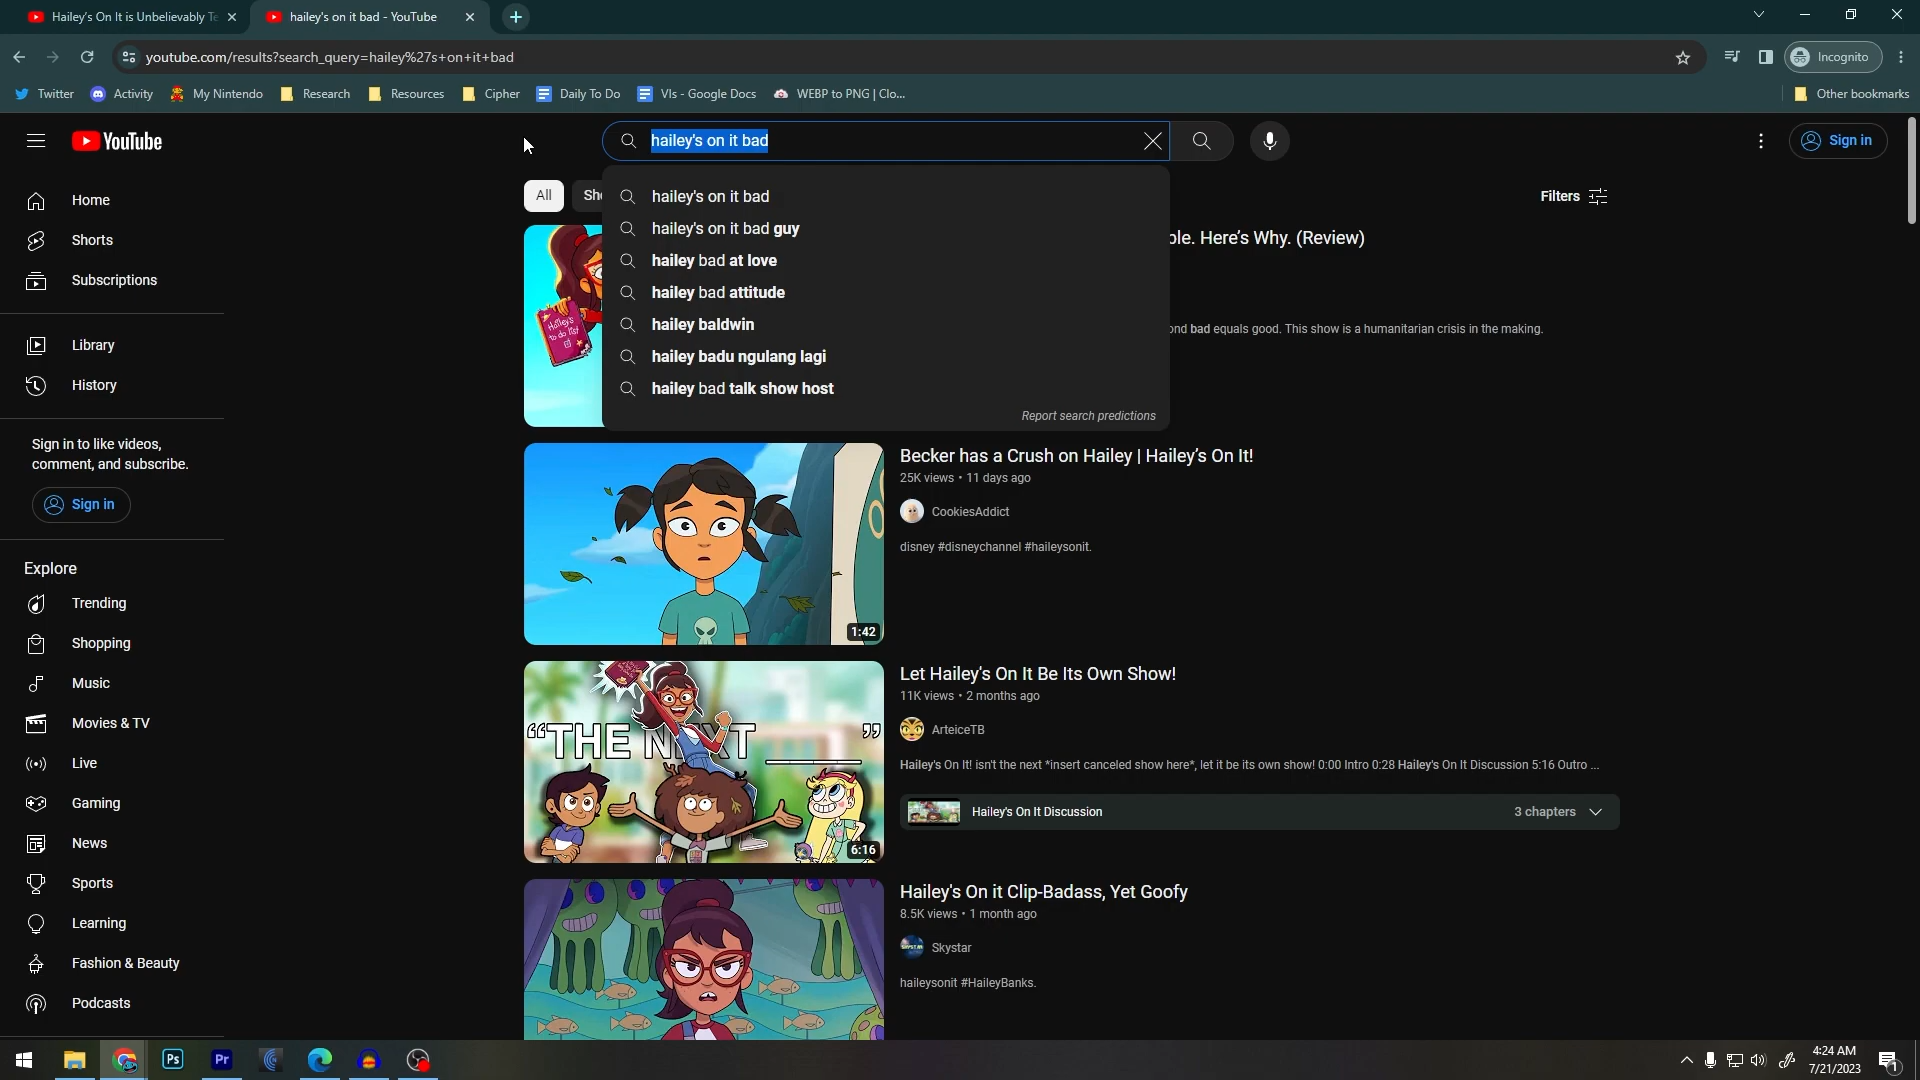 Hailey's On It is Unbelievably Te
hailey's on it bad - YouTube
youtube.com/results?search_query=hailey%27s+on+it+bad
Incognito
Twitter
Activity
My Nintendo
Research
Resources
Cipher
Daily To Do
VIs - Google Docs
WEBP to PNG | Clo...
Other bookmarks
YouTube
hailey's on it bad
Sign in
Home
Shorts
Subscriptions
Library
History
Sign in to like videos,
comment, and subscribe.
Sign in
Explore
Trending
Shopping
Music
Movies & TV
Live
Gaming
News
Sports
Learning
Fashion & Beauty
Podcasts
All
Sho
Filters
hailey's on it bad
hailey's on it bad guy
hailey bad at love
hailey bad attitude
hailey baldwin
hailey badu ngulang lagi
hailey bad talk show host
Report search predictions
ble. Here's Why. (Review)
ond bad equals good. This show is a humanitarian crisis in the making.
Hailey's
to do list
Becker has a Crush on Hailey | Hailey's On It!
25K views • 11 days ago
CookiesAddict
disney #disneychannel #haileysonit.
1:42
Let Hailey's On It Be Its Own Show!
11K views • 2 months ago
ArteiceTB
Hailey's On It! isn't the next *insert canceled show here*, let it be its own show! 0:00 Intro 0:28 Hailey's On It Discussion 5:16 Outro ...
Hailey's On It Discussion
3 chapters
"THE NEXT "
6:16
Hailey's On it Clip-Badass, Yet Goofy
8.5K views • 1 month ago
Skystar
haileysonit #HaileyBanks.
Ps
Pr
4:24 AM
7/21/2023
1